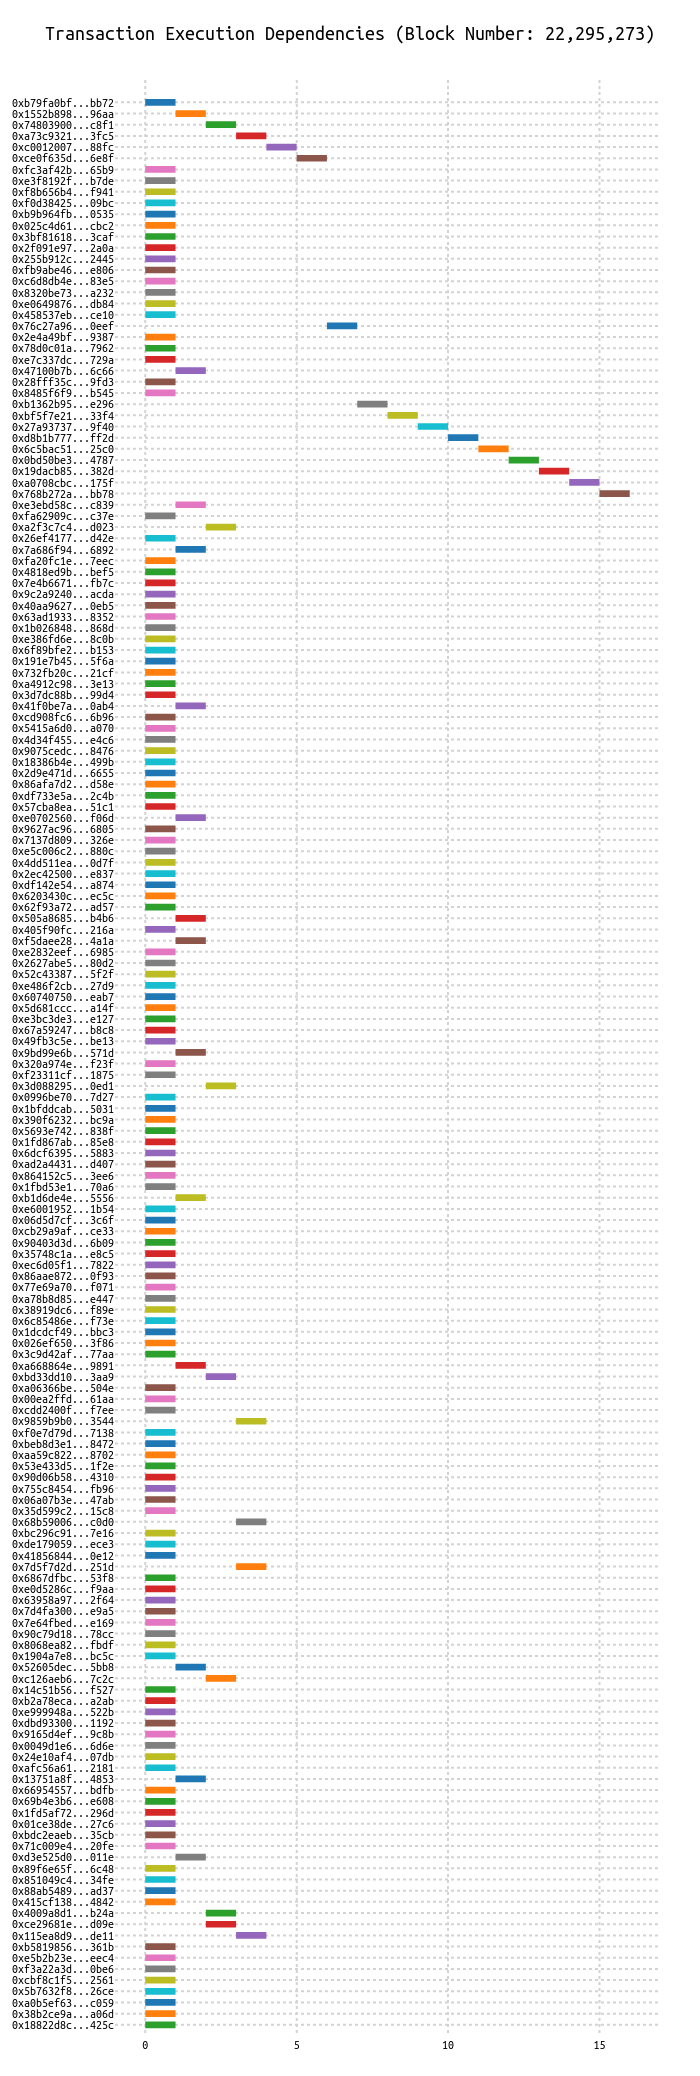 Transaction Execution Dependencies (Block Number: 22,295,273)
0xb79fa0bf...bb72
0x1552b898...96aa
0x74803900...c8f1
0xa73c9321...3fc5
0xc0012007...88fc
0xce0f635d...6e8f
0xfc3af42b...65b9
0xe3f8192f...b7de
0xf8b656b4...f941
0xf0d38425...09bc
0xb9b964fb...0535
0x025c4d61...cbc2
0x3bf81618...3caf
0x2f091e97...2a0a
0x255b912c...2445
0xfb9abe46...e806
0xc6d8db4e...83e5
0x8320be73...a232
0xe0649876...db84
0x458537eb...ce10
0x76c27a96...0eef
0x2e4a49bf...9387
0x78d0c01a...7962
0xe7c337dc...729a
0x47100b7b...6c66
0x28fff35c...9fd3
0x8485f6f9...b545
0xb1362b95...e296
0xbf5f7e21...33f4
0x27a93737...9f40
0xd8b1b777...ff2d
0x6c5bac51...25c0
0x0bd50be3...4787
0x19dacb85...382d
0xa0708cbc...175f
0x768b272a...bb78
0xe3ebd58c...c839
0xfa62909c...c37e
0xa2f3c7c4...d023
0x26ef4177...d42e
0x7a686f94...6892
0xfa20fc1e...7eec
0x4818ed9b...bef5
0x7e4b6671...fb7c
0x9c2a9240...acda
0x40aa9627...0eb5
0x63ad1933...8352
0x1b026848...868d
0xe386fd6e...8c0b
0x6f89bfe2...b153
0x191e7b45...5f6a
0x732fb20c...21cf
0xa4912c98...3e13
0x3d7dc88b...99d4
0x41f0be7a...0ab4
0xcd908fc6...6b96
0x5415a6d0...a070
0x4d34f455...e4c6
0x9075cedc...8476
0x18386b4e...499b
0x2d9e471d...6655
0x86afa7d2...d58e
0xdf733e5a...2c4b
0x57cba8ea...51c1
0xe0702560...f06d
0x9627ac96...6805
0x7137d809...326e
0xe5c006c2...880c
0x4dd511ea...0d7f
0x2ec42500...e837
0xdf142e54...a874
0x6203430c...ec5c
0x62f93a72...ad57
0x505a8685...b4b6
0x405f90fc...216a
0xf5daee28...4a1a
0xe2832eef...6985
0x2627abe5...80d2
0x52c43387...5f2f
0xe486f2cb...27d9
0x60740750...eab7
0x5d681ccc...a14f
0xe3bc3de3...e127
0x67a59247...b8c8
0x49fb3c5e...be13
0x9bd99e6b...571d
0x320a974e...f23f
0xf23311cf...1875
0x3d088295...0ed1
0x0996be70...7d27
0x1bfddcab...5031
0x390f6232...bc9a
0x5693e742...838f
0x1fd867ab...85e8
0x6dcf6395...5883
0xad2a4431...d407
0x864152c5...3ee6
0x1fbd53e1...70a6
0xb1d6de4e...5556
0xe6001952...1b54
0x06d5d7cf...3c6f
0xcb29a9af...ce33
0x90403d3d...6b09
0x35748c1a...e8c5
0xec6d05f1...7822
0x86aae872...0f93
0x77e69a70...f071
0xa78b8d85...e447
0x38919dc6...f89e
0x6c85486e...f73e
0x1dcdcf49...bbc3
0x026ef650...3f86
0x3c9d42af...77aa
0xa668864e...9891
0xbd33dd10...3aa9
0xa06366be...504e
0x00ea2ffd...61aa
0xcdd2400f...f7ee
0x9859b9b0...3544
0xf0e7d79d...7138
0xbeb8d3e1...8472
0xaa59c822...8702
0x53e433d5...1f2e
0x90d06b58...4310
0x755c8454...fb96
0x06a07b3e...47ab
0x35d599c2...15c8
0x68b59006...c0d0
0xbc296c91...7e16
0xde179059...ece3
0x41856844...0e12
0x7d5f7d2d...251d
0x6867dfbc...53f8
0xe0d5286c...f9aa
0x63958a97...2f64
0x7d4fa300...e9a5
0x7e64fbed...e169
0x90c79d18...78cc
0x8068ea82...fbdf
0x1904a7e8...bc5c
0x52605dec...5bb8
0xc126aeb6...7c2c
0x14c51b56...f527
0xb2a78eca...a2ab
0xe999948a...522b
0xdbd93300...1192
0x9165d4ef...9c8b
0x0049d1e6...6d6e
0x24e10af4...07db
0xafc56a61...2181
0x13751a8f...4853
0x66954557...bdfb
0x69b4e3b6...e608
0x1fd5af72...296d
0x01ce38de...27c6
0xbdc2eaeb...35cb
0x71c009e4...20fe
0xd3e525d0...011e
0x89f6e65f...6c48
0x851049c4...34fe
0x88ab5489...ad37
0x415cf138...4842
0x4009a8d1...b24a
0xce29681e...d09e
0x115ea8d9...de11
0xb5819856...361b
0xe5b2b23e...eec4
0xf3a22a3d...0be6
0xcbf8c1f5...2561
0x5b7632f8...26ce
0xa0b5ef63...c059
0x38b2ce9a...a06d
0x18822d8c...425c
0 5 10 15